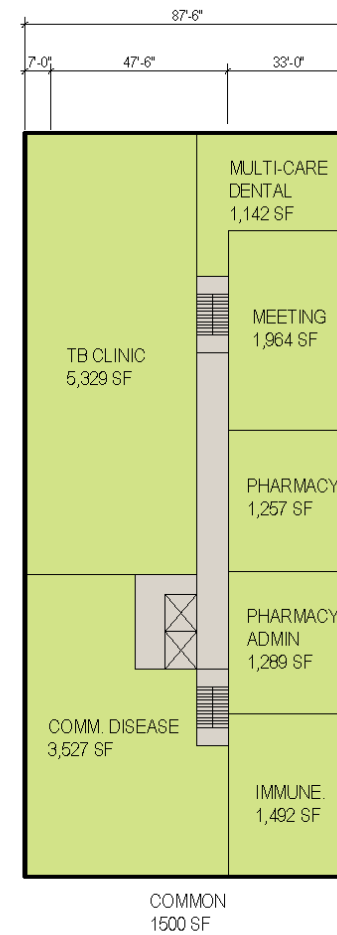 87'-6"
7'-0"
47'-6"
33'-0"
MULTI-CARE
DENTAL
1,142 SF
MEETING
1,964 SF
TB CLINIC
5,329 SF
PHARMACY
1,257 SF
PHARMACY
ADMIN
1,289 SF
COMM. DISEASE
3,527 SF
IMMUNE.
1,492 SF
COMMON
1500 SF